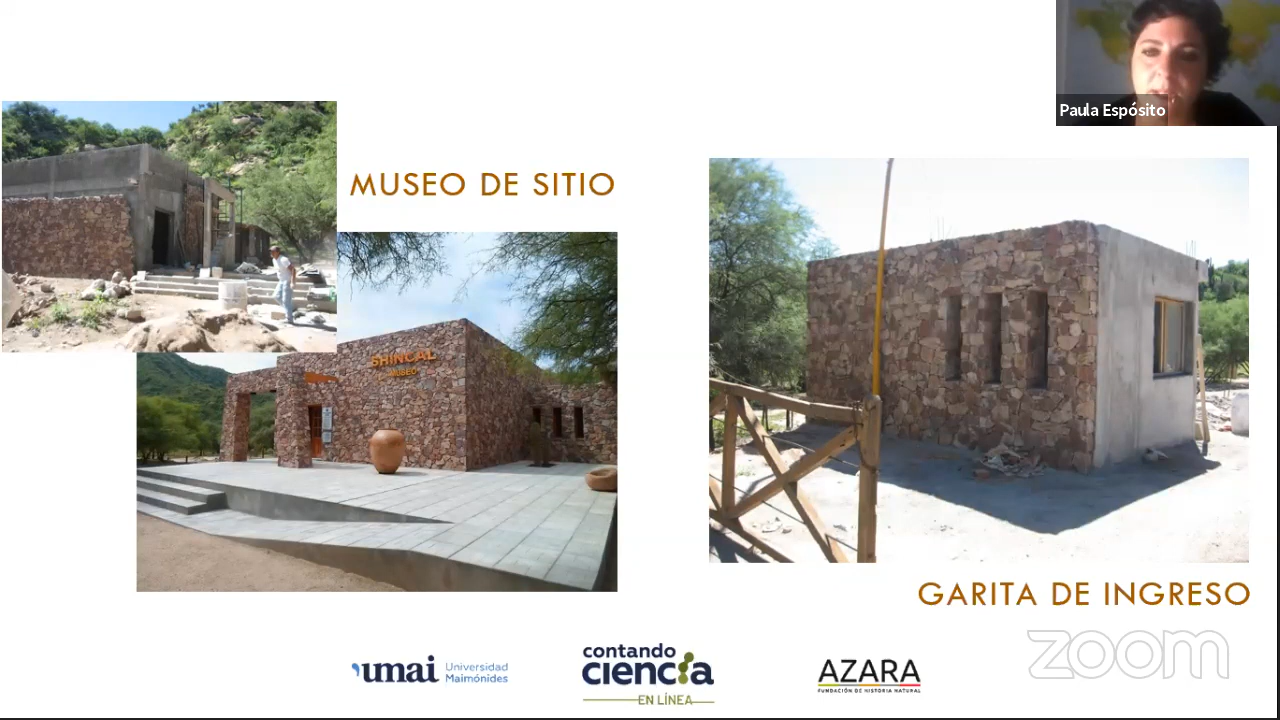 Paula Espósito
MUSEO DE SITIO
SHINCAL
MUSEO
GARITA DE INGRESO
zoom
umai Universidad
Maimónides
contando
ciencia
EN LÍNEA
AZARA
FUNDACIÓN DE HISTORIA NATURAL